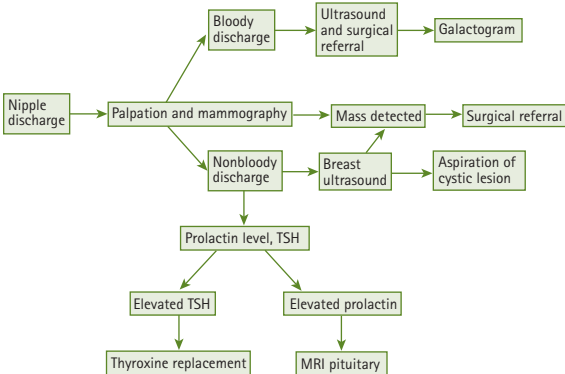 Bloody
discharge
Ultrasound
and surgical
referral
Galactogram
Nipple
discharge
Palpation and mammography
Mass detected
Surgical referral
Nonbloody
discharge
Breast
ultrasound
Aspiration of
cystic lesion
Prolactin level, TSH
Elevated TSH
Elevated prolactin
Thyroxine replacement
MRI pituitary